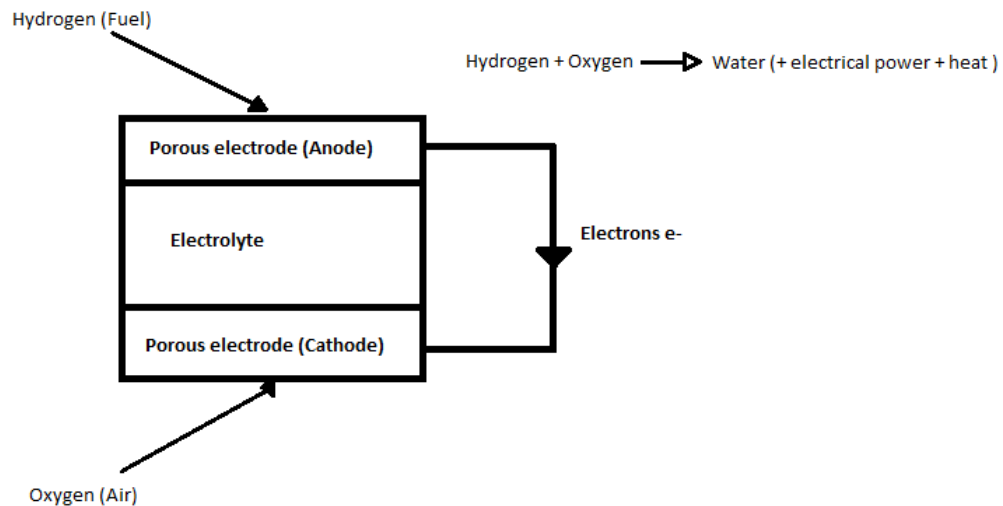 Hydrogen (Fuel)
Hydrogen + Oxygen Water (+ electrical power + heat )
Porous electrode (Anode)
Electrolyte
Electrons e-
Porous electrode (Cathode)
Oxygen (Air)